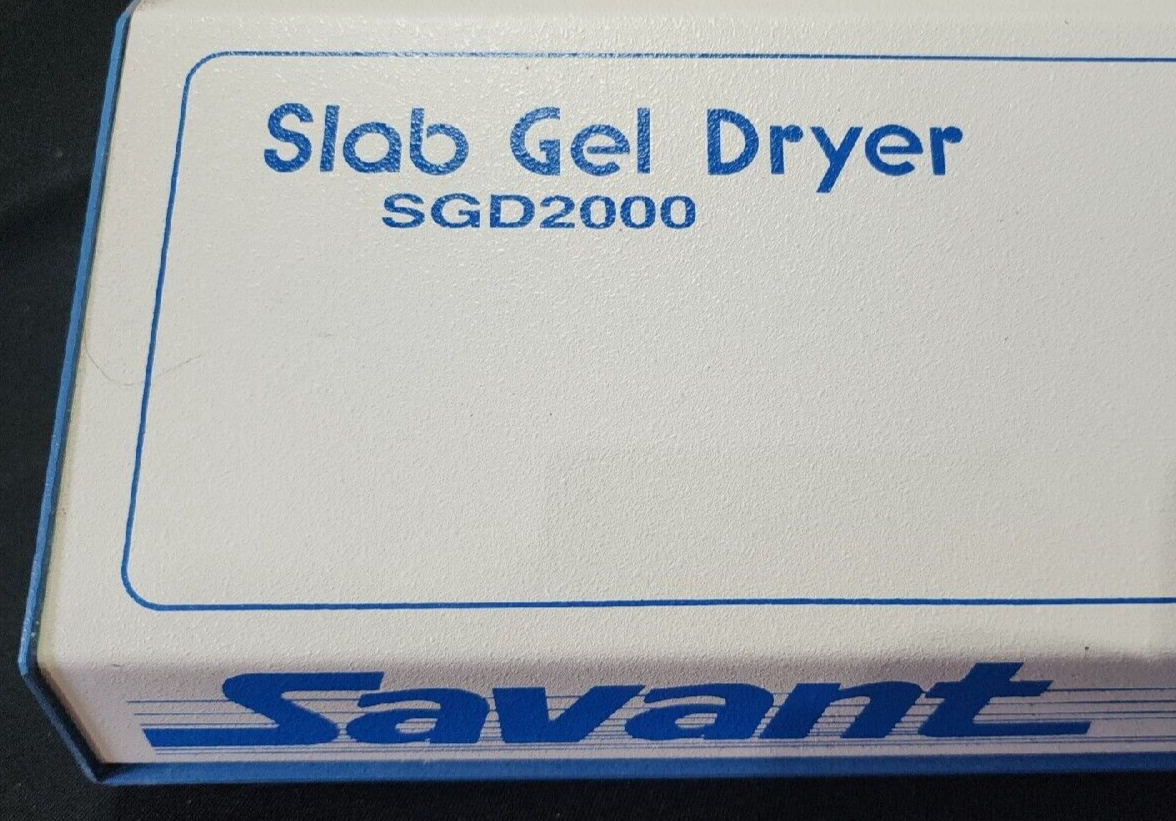 Slab Gel Dryer
SGD2000
Savant